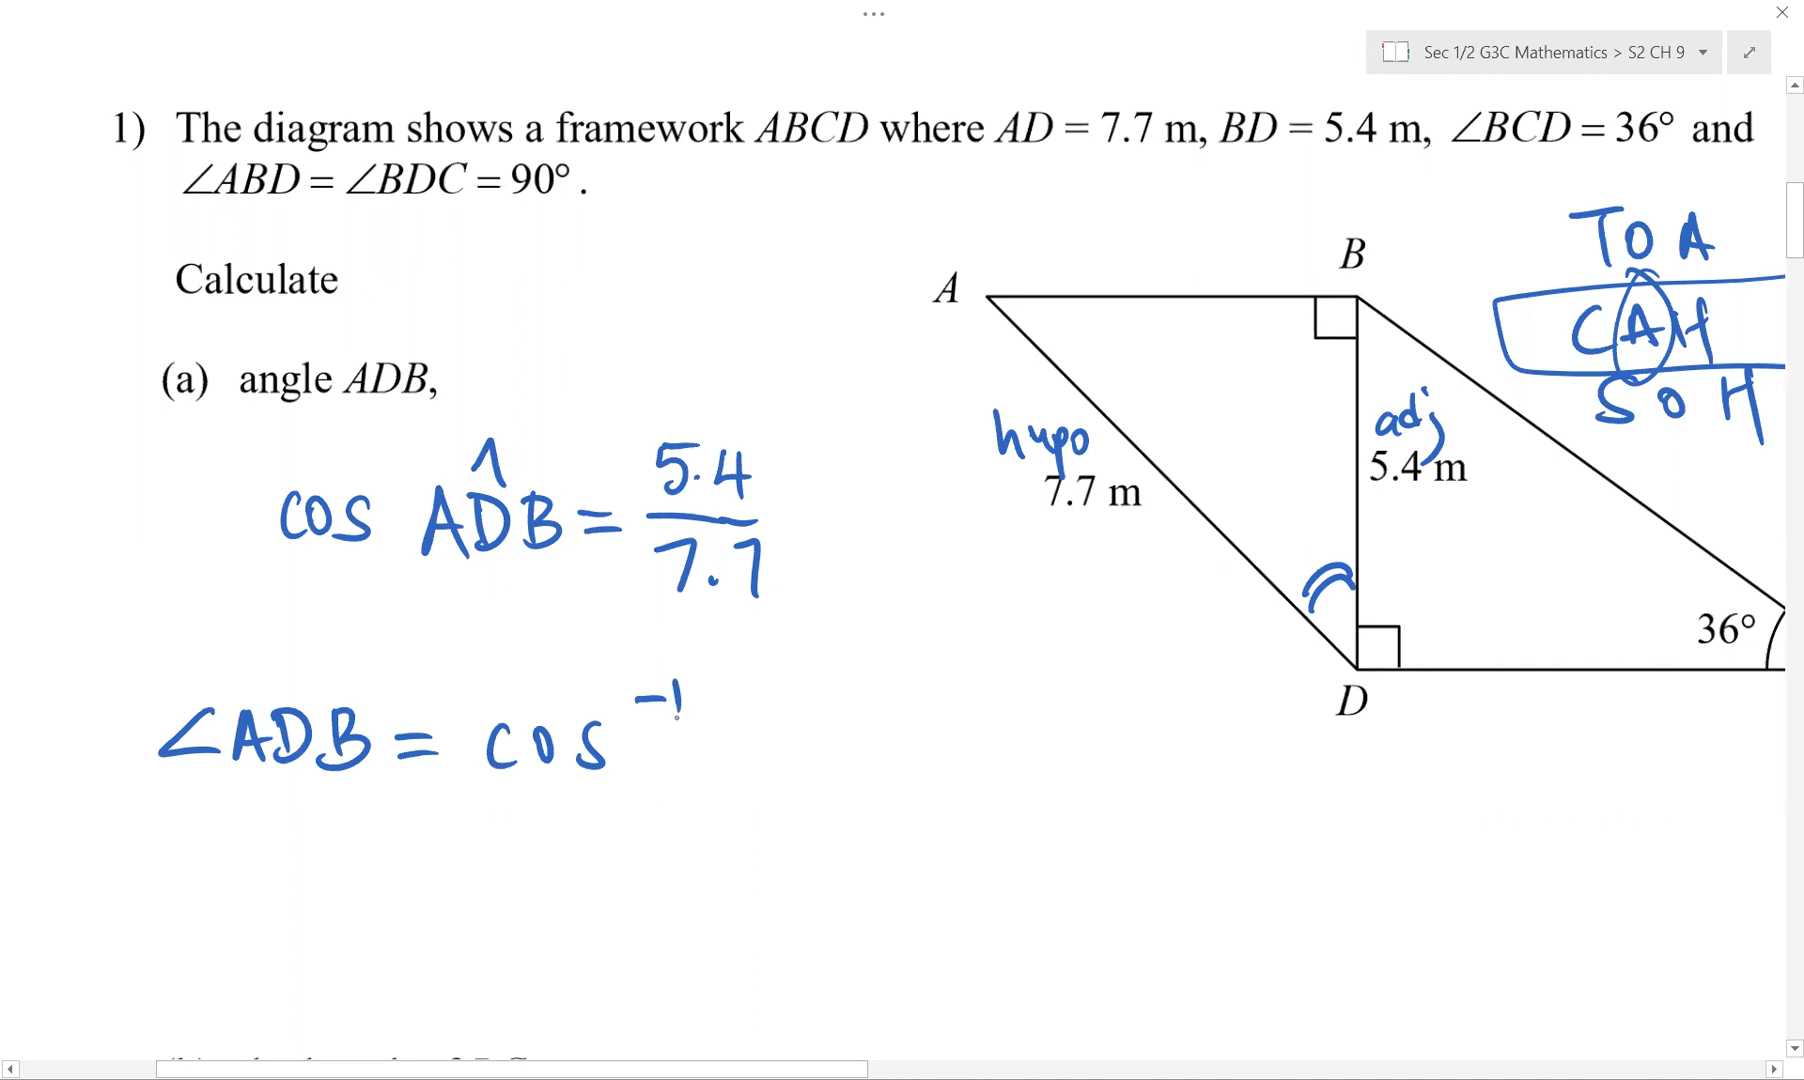 Sec 1/2 G3C Mathematics > S2 CH 9
1) The diagram shows a framework ABCD where AD = 7.7 m, BD = 5.4 m, ∠BCD = 36° and
∠ABD = ∠BDC = 90°.
Calculate
(a) angle ADB,
cos AD̂B = 5.4/7.7
∠ADB = cos⁻¹
A
B
hypo
7.7 m
adj
5.4 m
36°
D
TOA
CAH
SOH